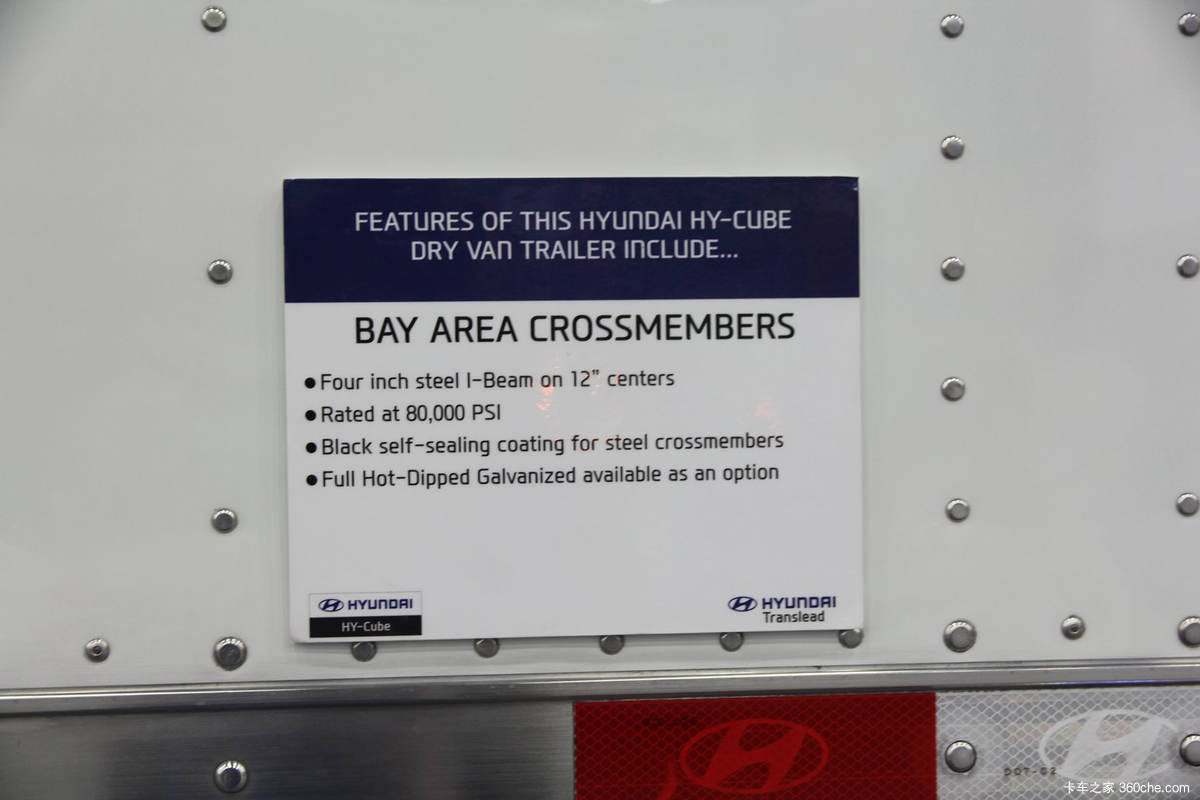 FEATURES OF THIS HYUNDAI HY-CUBE
DRY VAN TRAILER INCLUDE...
BAY AREA CROSSMEMBERS
● Four inch steel I-Beam on 12” centers
● Rated at 80,000 PSI
● Black self-sealing coating for steel crossmembers
● Full Hot-Dipped Galvanized available as an option
HYUNDAI
HY-Cube
HYUNDAI
Translead
DOT-C2
卡车之家 360che.com